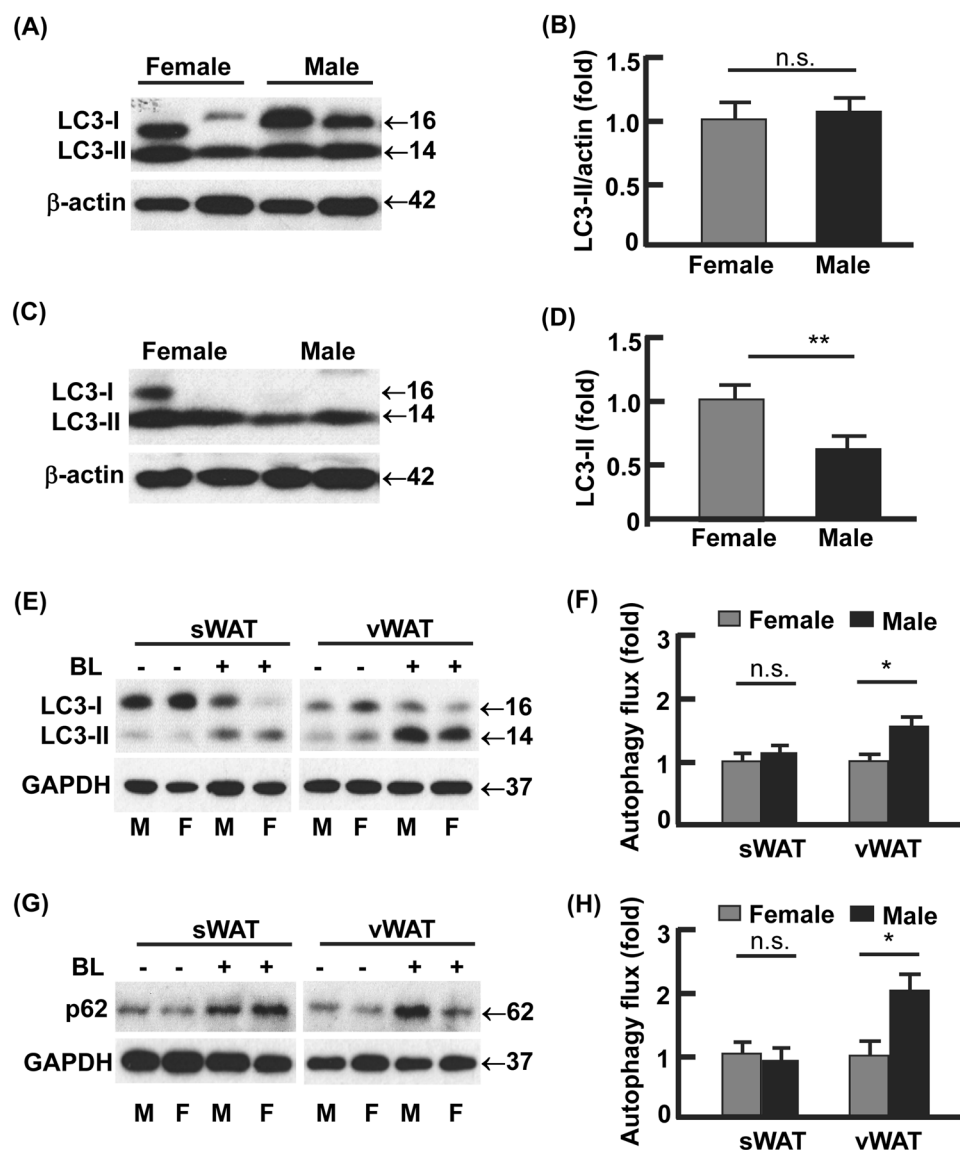 (A)
Female Male
LC3-I ←16
LC3-II ←14
β-actin ←42
(B)
n.s.
LC3-II/actin (fold)
1.5
1.0
0.5
0
Female Male
(C)
Female Male
LC3-I ←16
LC3-II ←14
β-actin ←42
(D)
**
LC3-II (fold)
1.5
1.0
0.5
0
Female Male
(E)
sWAT vWAT
BL - - + + - - + +
LC3-I ←16
LC3-II ←14
GAPDH ←37
M F M F M F M F
(F)
Female Male
n.s. *
Autophagy flux (fold)
3
2
1
0
sWAT vWAT
(G)
sWAT vWAT
BL - - + + - - + +
p62 ←62
GAPDH ←37
M F M F M F M F
(H)
Female Male
n.s. *
Autophagy flux (fold)
3
2
1
0
sWAT vWAT